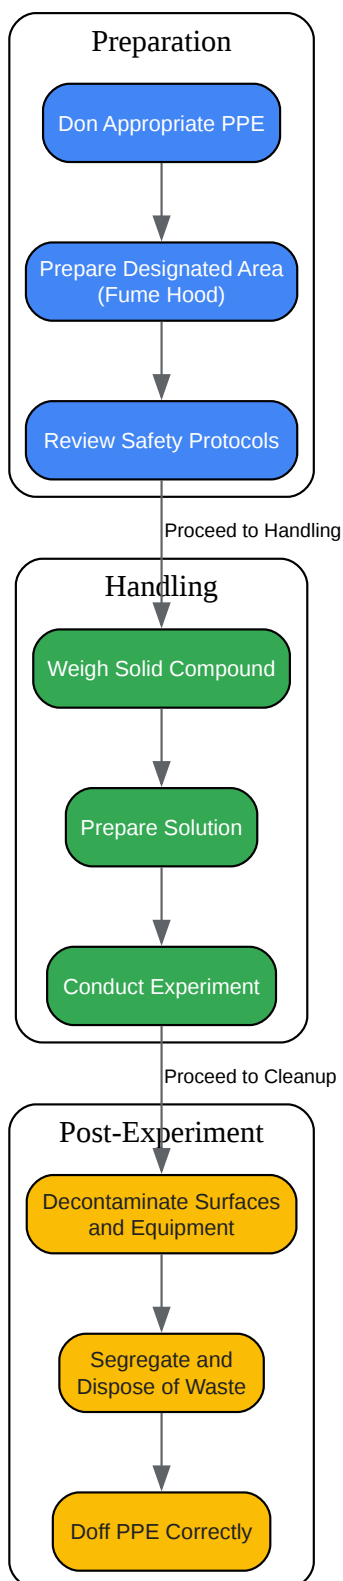 Preparation
Don Appropriate PPE
Prepare Designated Area
(Fume Hood)
Review Safety Protocols
Proceed to Handling
Handling
Weigh Solid Compound
Prepare Solution
Conduct Experiment
Proceed to Cleanup
Post-Experiment
Decontaminate Surfaces
and Equipment
Segregate and
Dispose of Waste
Doff PPE Correctly